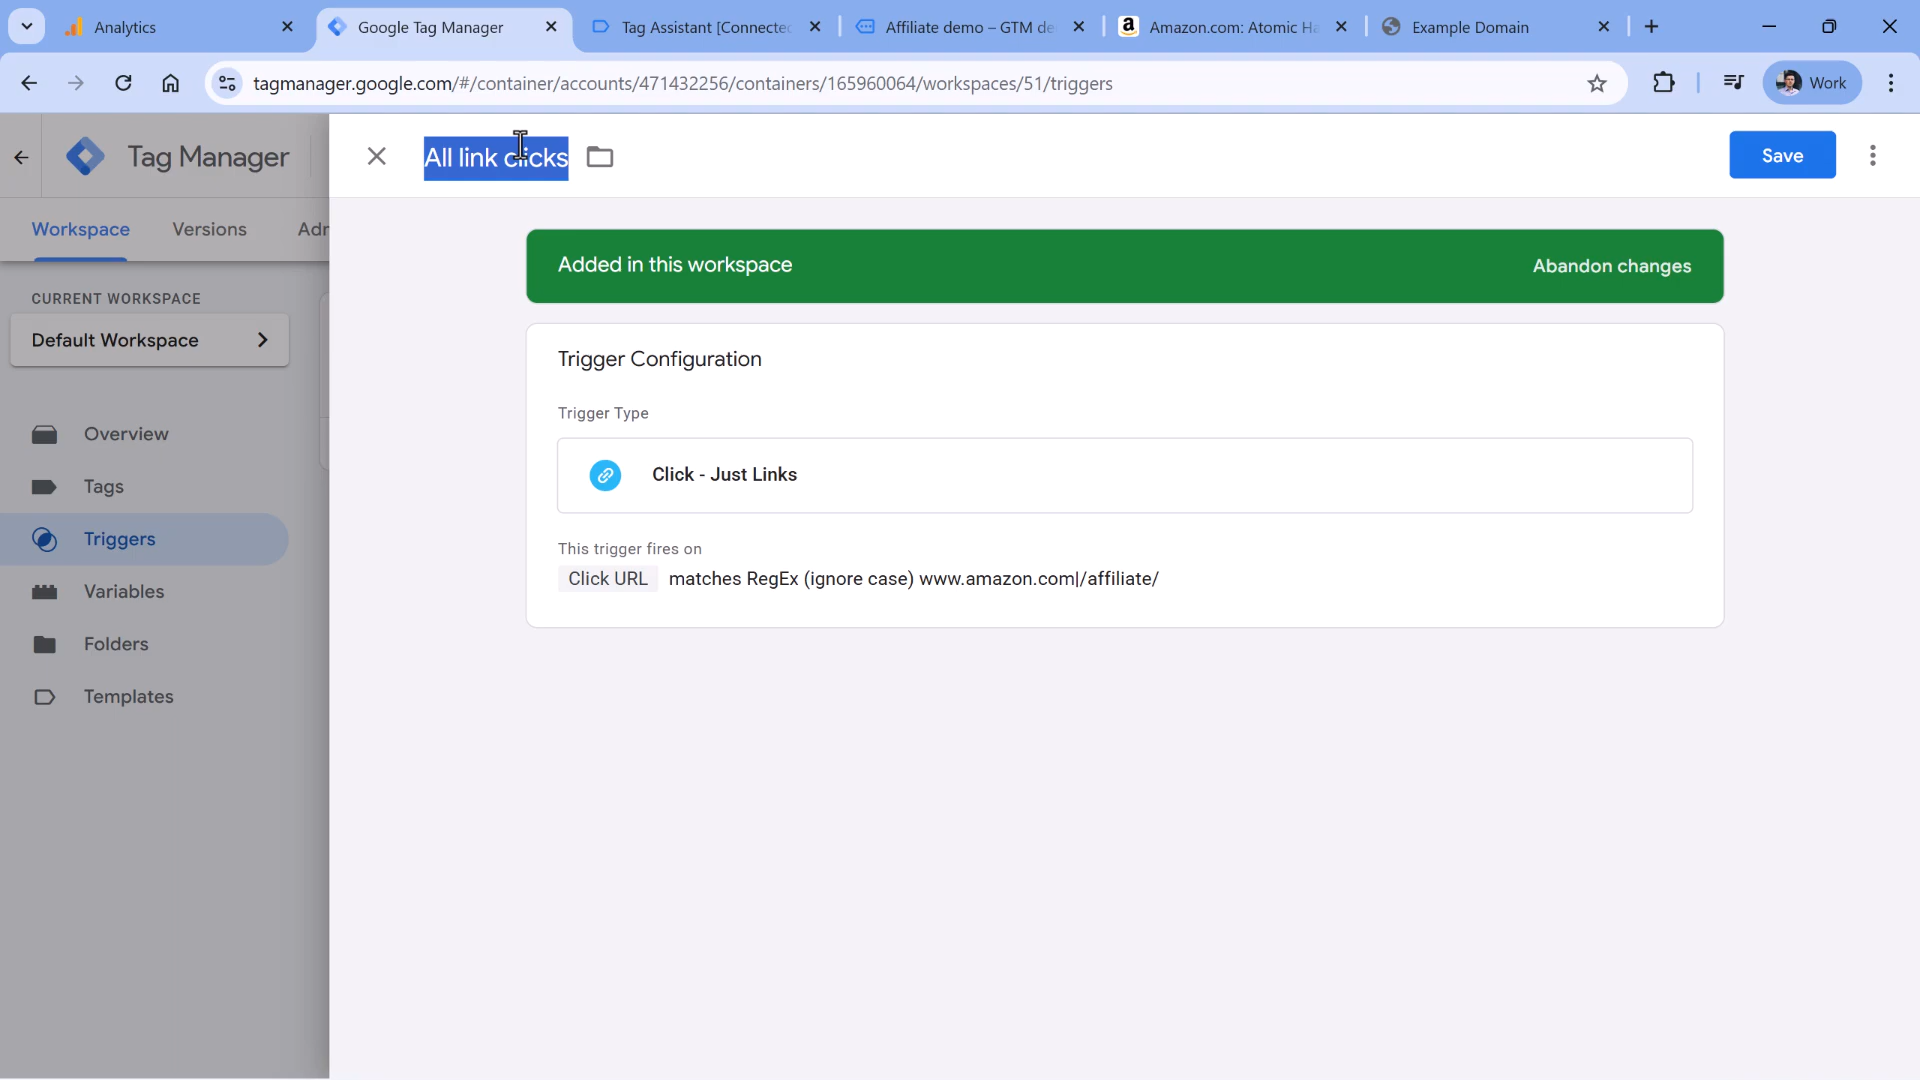 Analytics
Google Tag Manager
Tag Assistant [Connected
Affiliate demo – GTM de
Amazon.com: Atomic Ha
Example Domain
tagmanager.google.com/#/container/accounts/471432256/containers/165960064/workspaces/51/triggers
Work
Tag Manager
All link clicks
Save
Workspace
Versions
Adr
Added in this workspace
Abandon changes
CURRENT WORKSPACE
Default Workspace
Trigger Configuration
Trigger Type
Click - Just Links
This trigger fires on
Click URL matches RegEx (ignore case) www.amazon.com|/affiliate/
Overview
Tags
Triggers
Variables
Folders
Templates